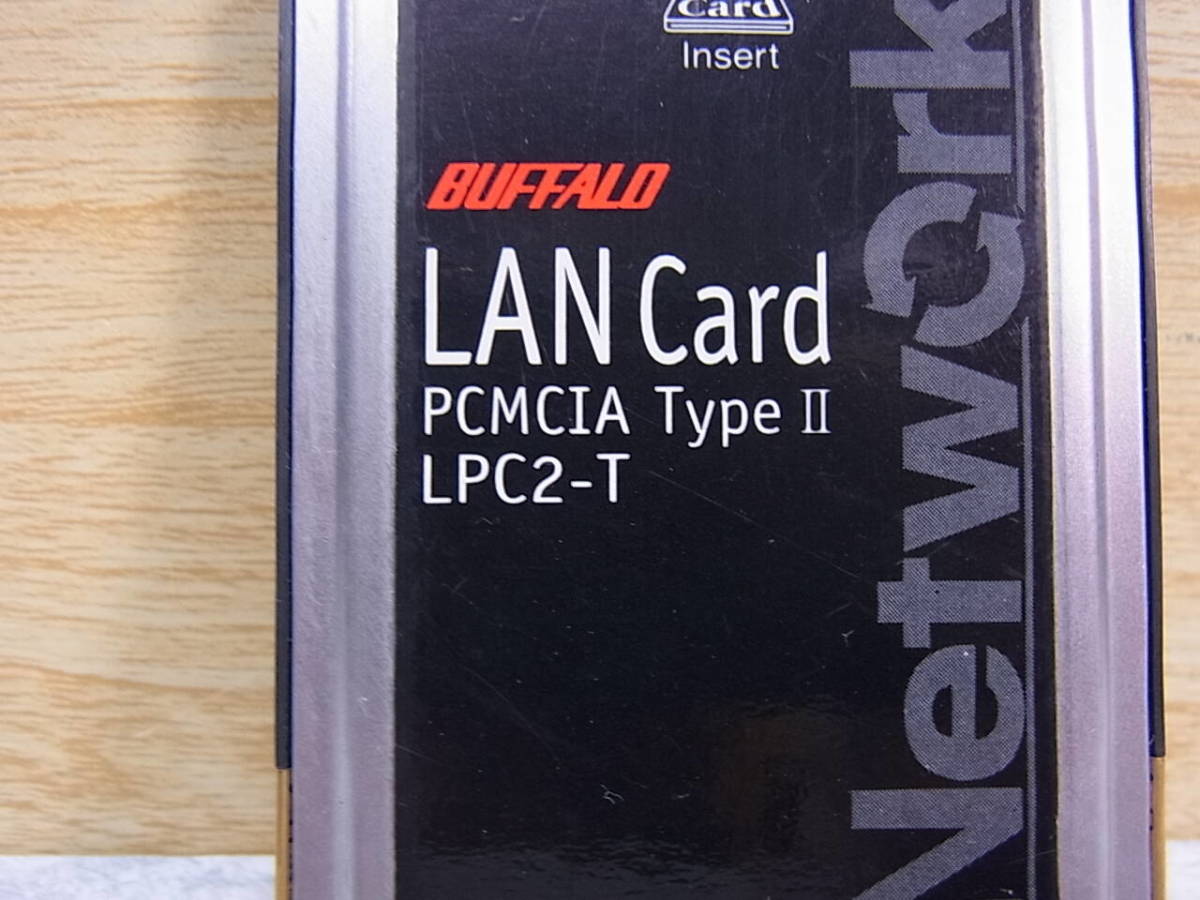 Card
Insert
BUFFALO
LAN Card
PCMCIA Type Ⅱ
LPC2-T
Network